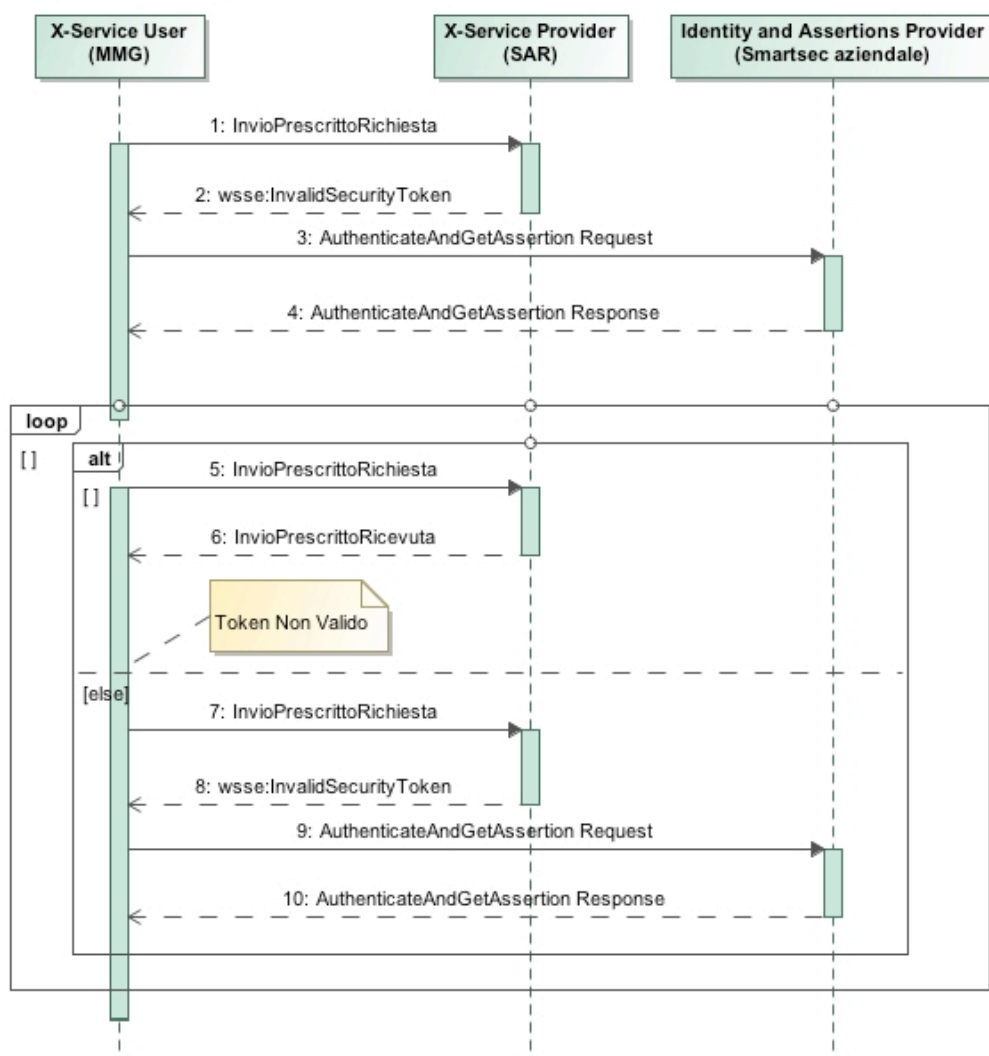 X-Service User
(MMG)
X-Service Provider
(SAR)
Identity and Assertions Provider
(Smartsec aziendale)
1: InvioPrescrittoRichiesta
2: wsse:InvalidSecurityToken
3: AuthenticateAndGetAssertion Request
4: AuthenticateAndGetAssertion Response
loop
[ ]
alt
[ ]
5: InvioPrescrittoRichiesta
6: InvioPrescrittoRicevuta
Token Non Valido
[else]
7: InvioPrescrittoRichiesta
8: wsse:InvalidSecurityToken
9: AuthenticateAndGetAssertion Request
10: AuthenticateAndGetAssertion Response